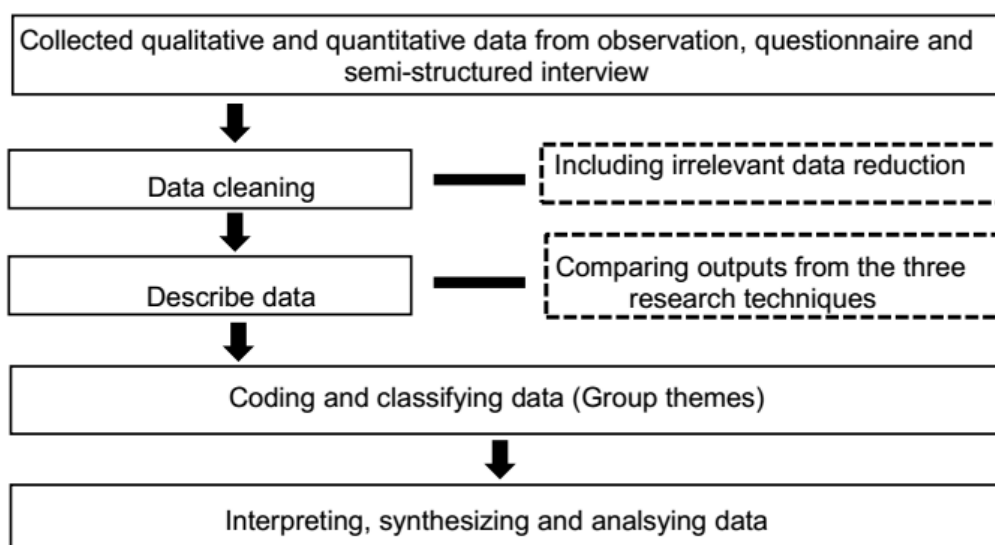 Collected qualitative and quantitative data from observation, questionnaire and
semi-structured interview
Data cleaning
Including irrelevant data reduction
Describe data
Comparing outputs from the three
research techniques
Coding and classifying data (Group themes)
Interpreting, synthesizing and analsying data